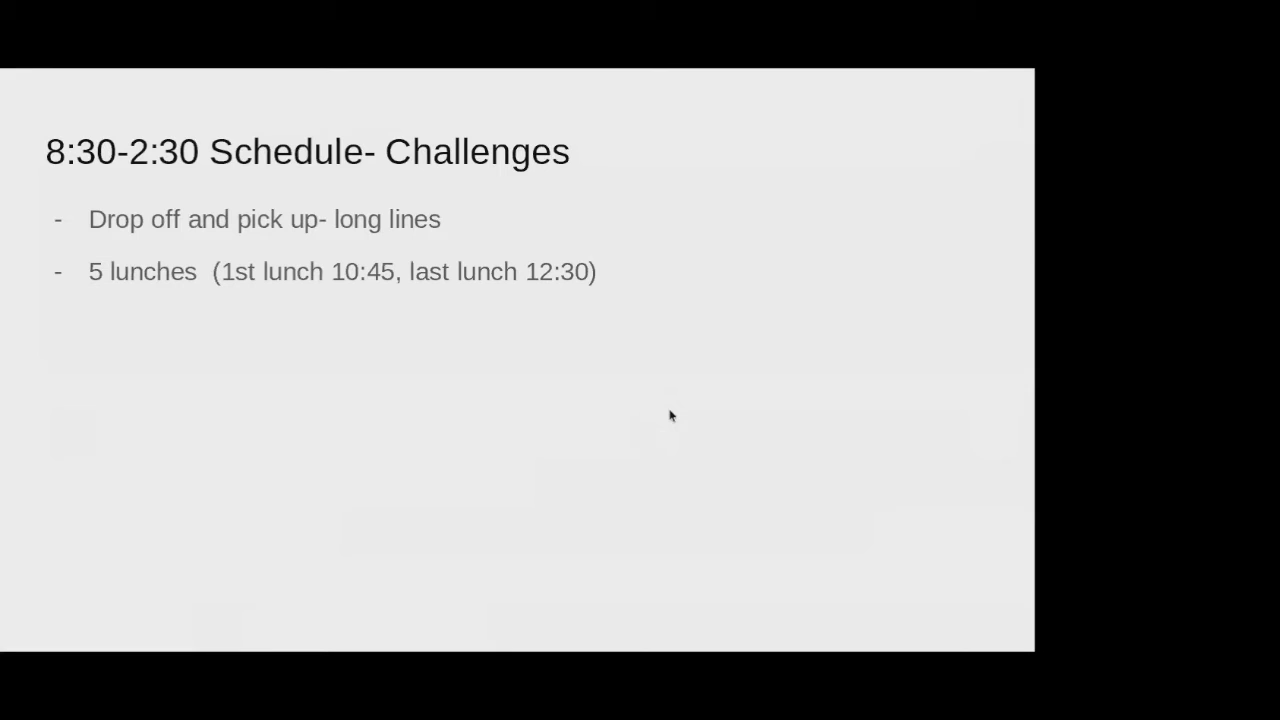 8:30-2:30 Schedule- Challenges
- Drop off and pick up- long lines
- 5 lunches  (1st lunch 10:45, last lunch 12:30)